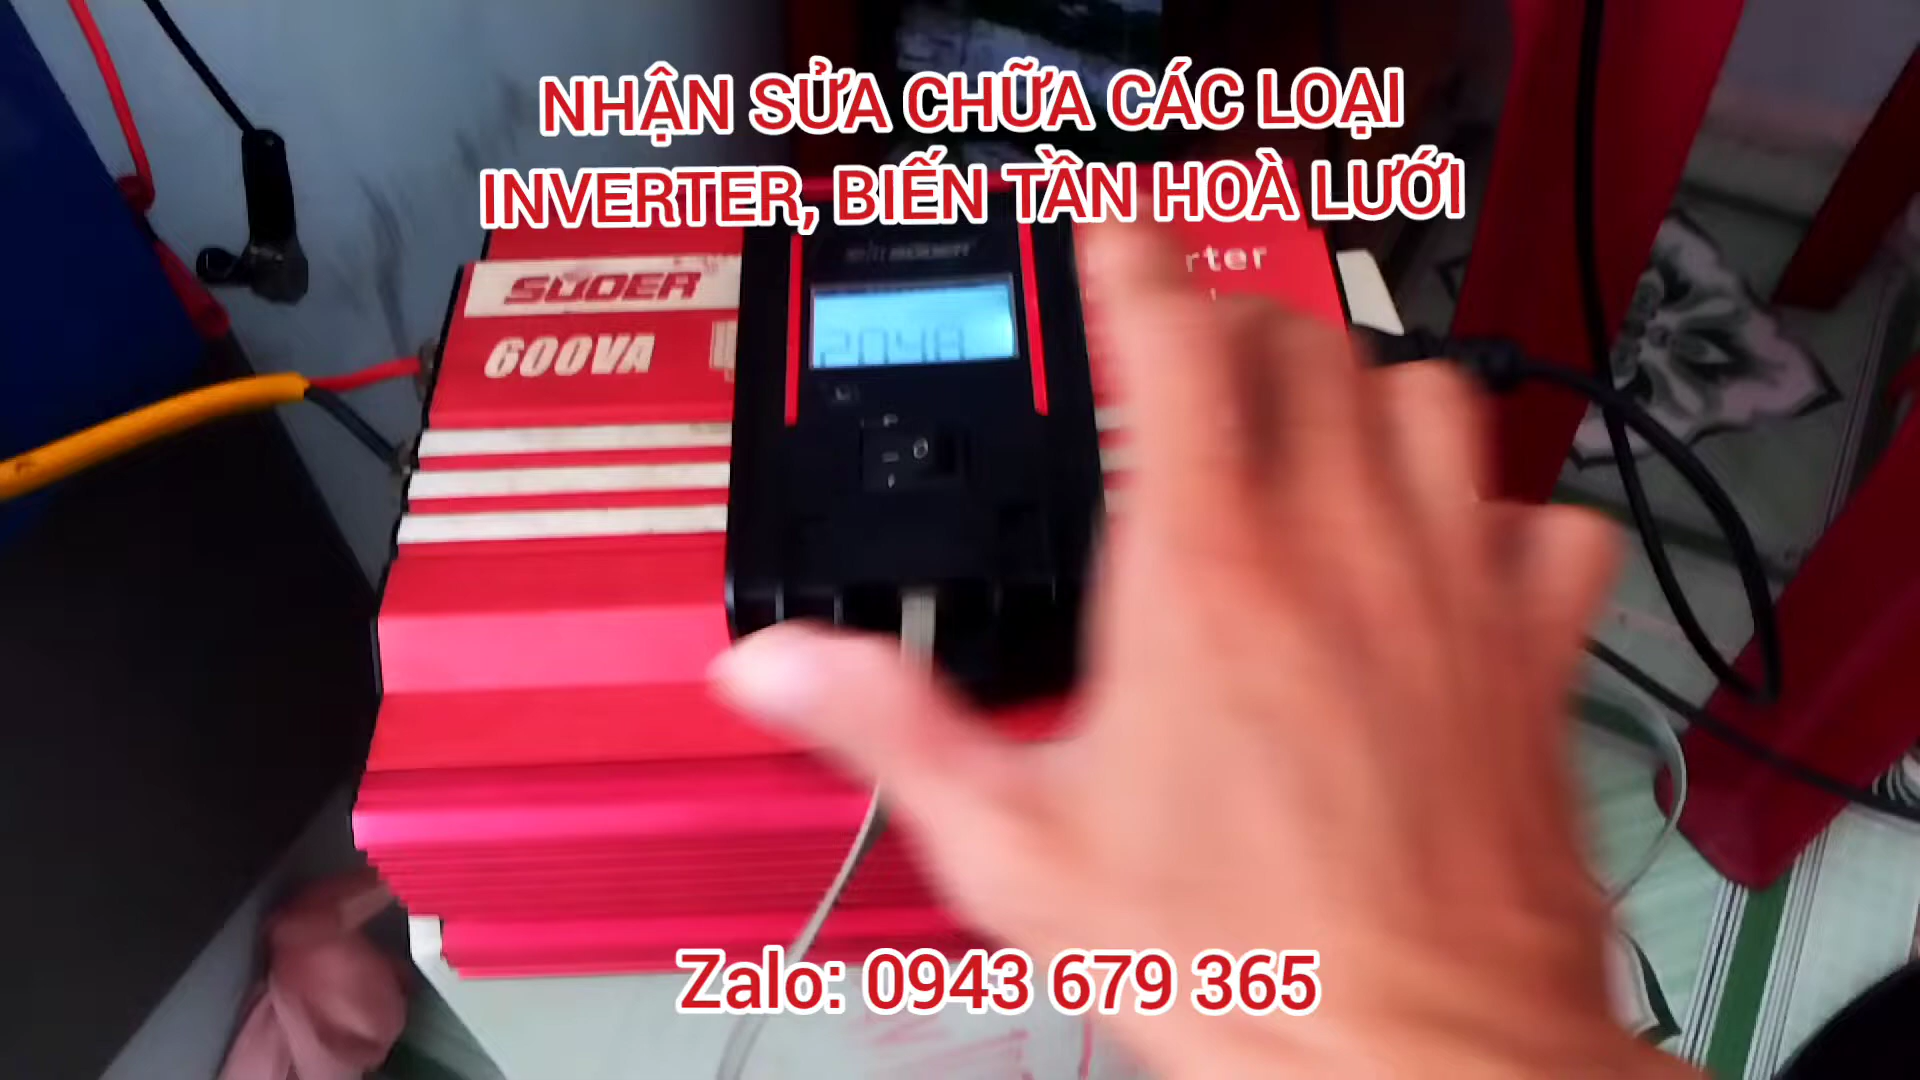 NHẬN SỬA CHỮA CÁC LOẠI
INVERTER, BIẾN TẦN HOÀ LƯỚI
rter
SUOER
600VA
Zalo: 0943 679 365